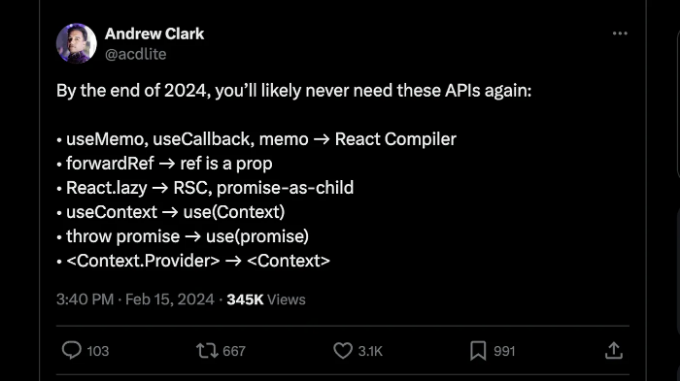 Andrew Clark
@acdlite
By the end of 2024, you'll likely never need these APIs again:
• useMemo, useCallback, memo → React Compiler
• forwardRef → ref is a prop
• React.lazy → RSC, promise-as-child
• useContext → use(Context)
• throw promise → use(promise)
• <Context.Provider> → <Context>
3:40 PM · Feb 15, 2024 · 345K Views
103 667 3.1K 991